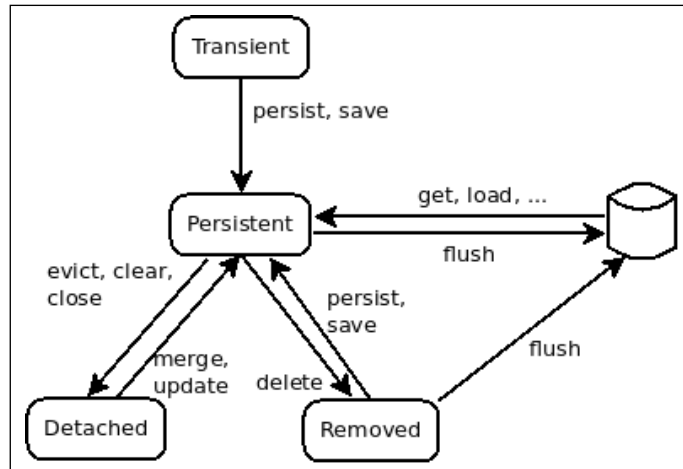 Transient
persist, save
Persistent
get, load, ...
flush
evict, clear,
close
persist,
save
merge,
update
delete
flush
Detached
Removed